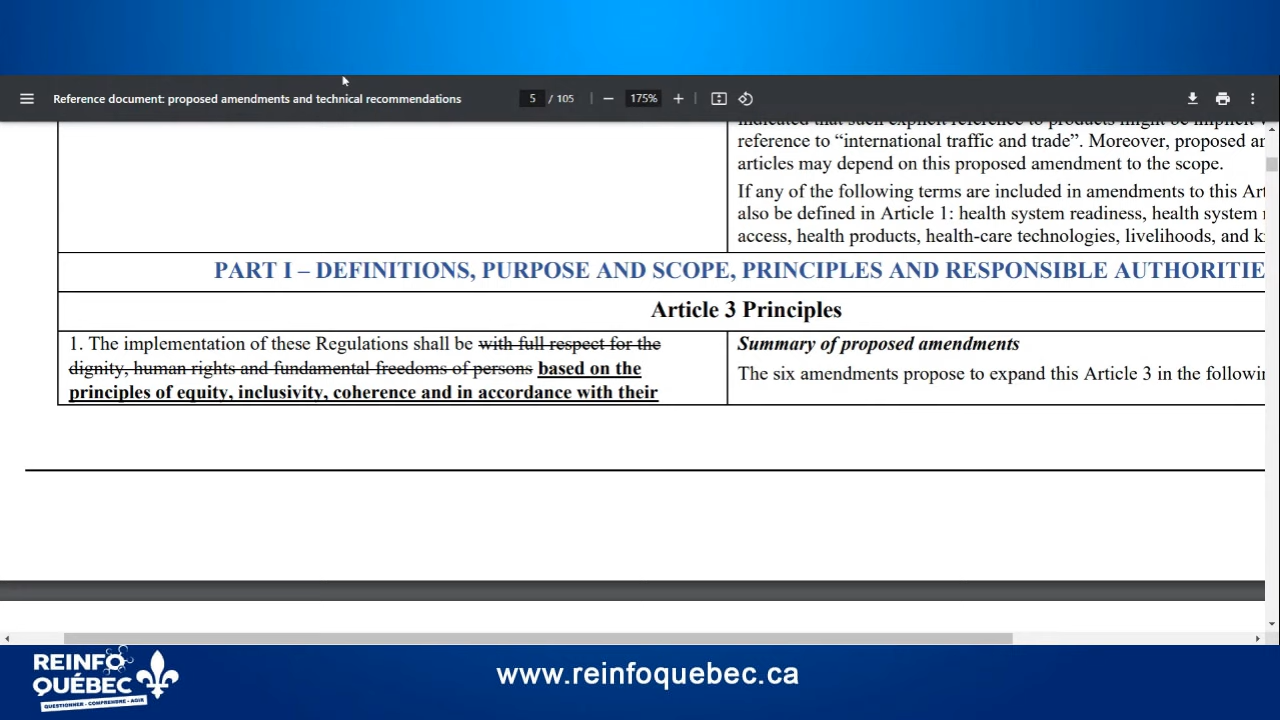 Reference document: proposed amendments and technical recommendations
5 / 105
175%
reference to “international traffic and trade”. Moreover, proposed
articles may depend on this proposed amendment to the scope.
If any of the following terms are included in amendments to this
also be defined in Article 1: health system readiness, health system
access, health products, health-care technologies, livelihoods, and
PART I – DEFINITIONS, PURPOSE AND SCOPE, PRINCIPLES AND RESPONSIBLE AUTHORITIE
Article 3 Principles
1. The implementation of these Regulations shall be with full respect for the
dignity, human rights and fundamental freedoms of persons based on the
principles of equity, inclusivity, coherence and in accordance with their
Summary of proposed amendments
The six amendments propose to expand this Article 3 in the
REINFO
QUÉBEC
QUESTIONNER - COMPRENDRE - AGIR
www.reinfoquebec.ca